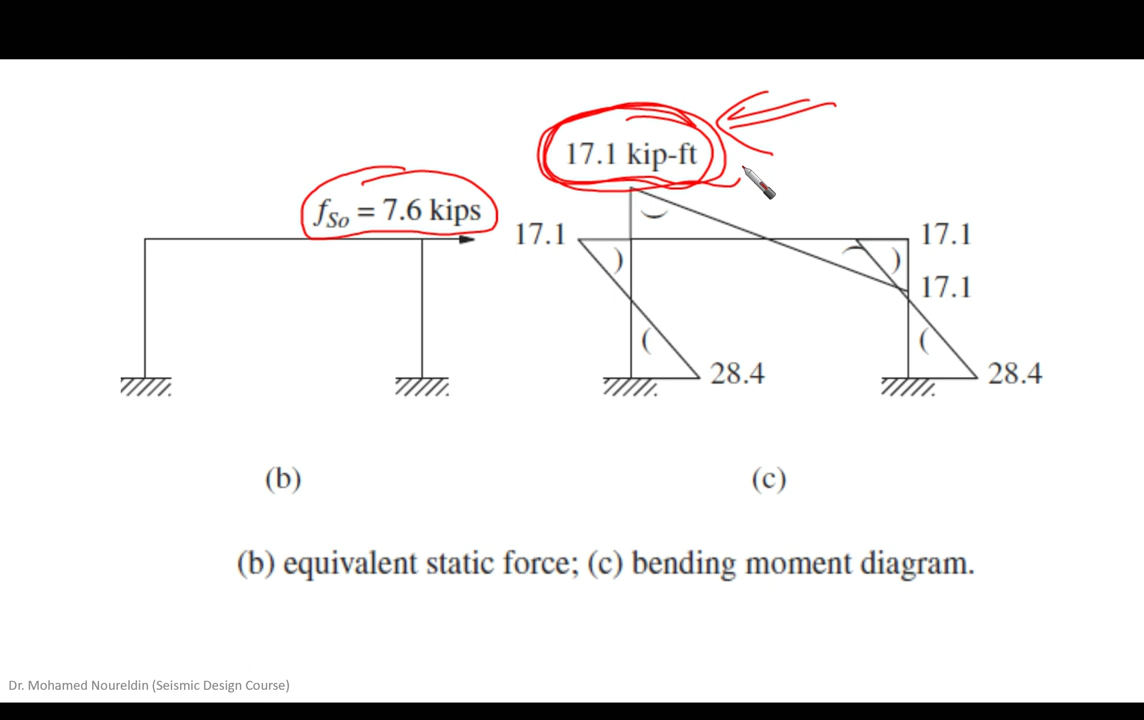 17.1 kip-ft
fSo = 7.6 kips
17.1
17.1
17.1
28.4
28.4
(b)
(c)
(b) equivalent static force; (c) bending moment diagram.
Dr. Mohamed Noureldin (Seismic Design Course)